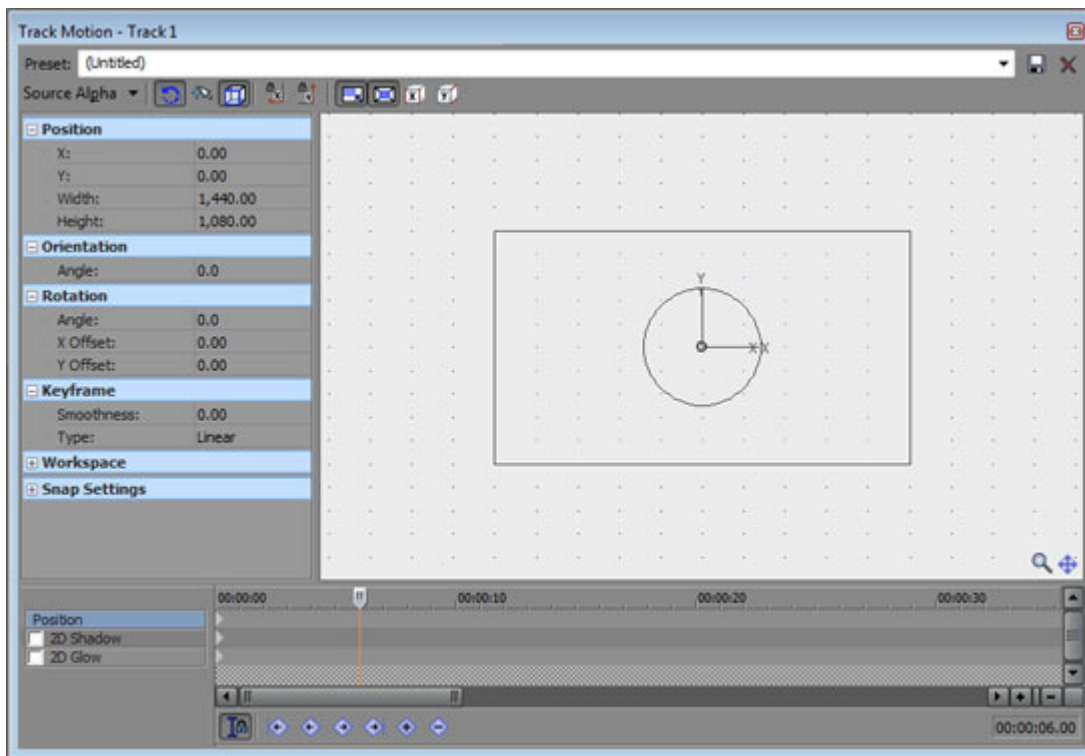 Track Motion - Track 1
Preset: (Untitled)
Source Alpha
Position
X: 0.00
Y: 0.00
Width: 1,440.00
Height: 1,080.00
Orientation
Angle: 0.0
Rotation
Angle: 0.0
X Offset: 0.00
Y Offset: 0.00
Keyframe
Smoothness: 0.00
Type: Linear
Workspace
Snap Settings
Y
Y
X X
00:00:00 00:00:10 00:00:20 00:00:30
Position
2D Shadow
2D Glow
00:00:06.00